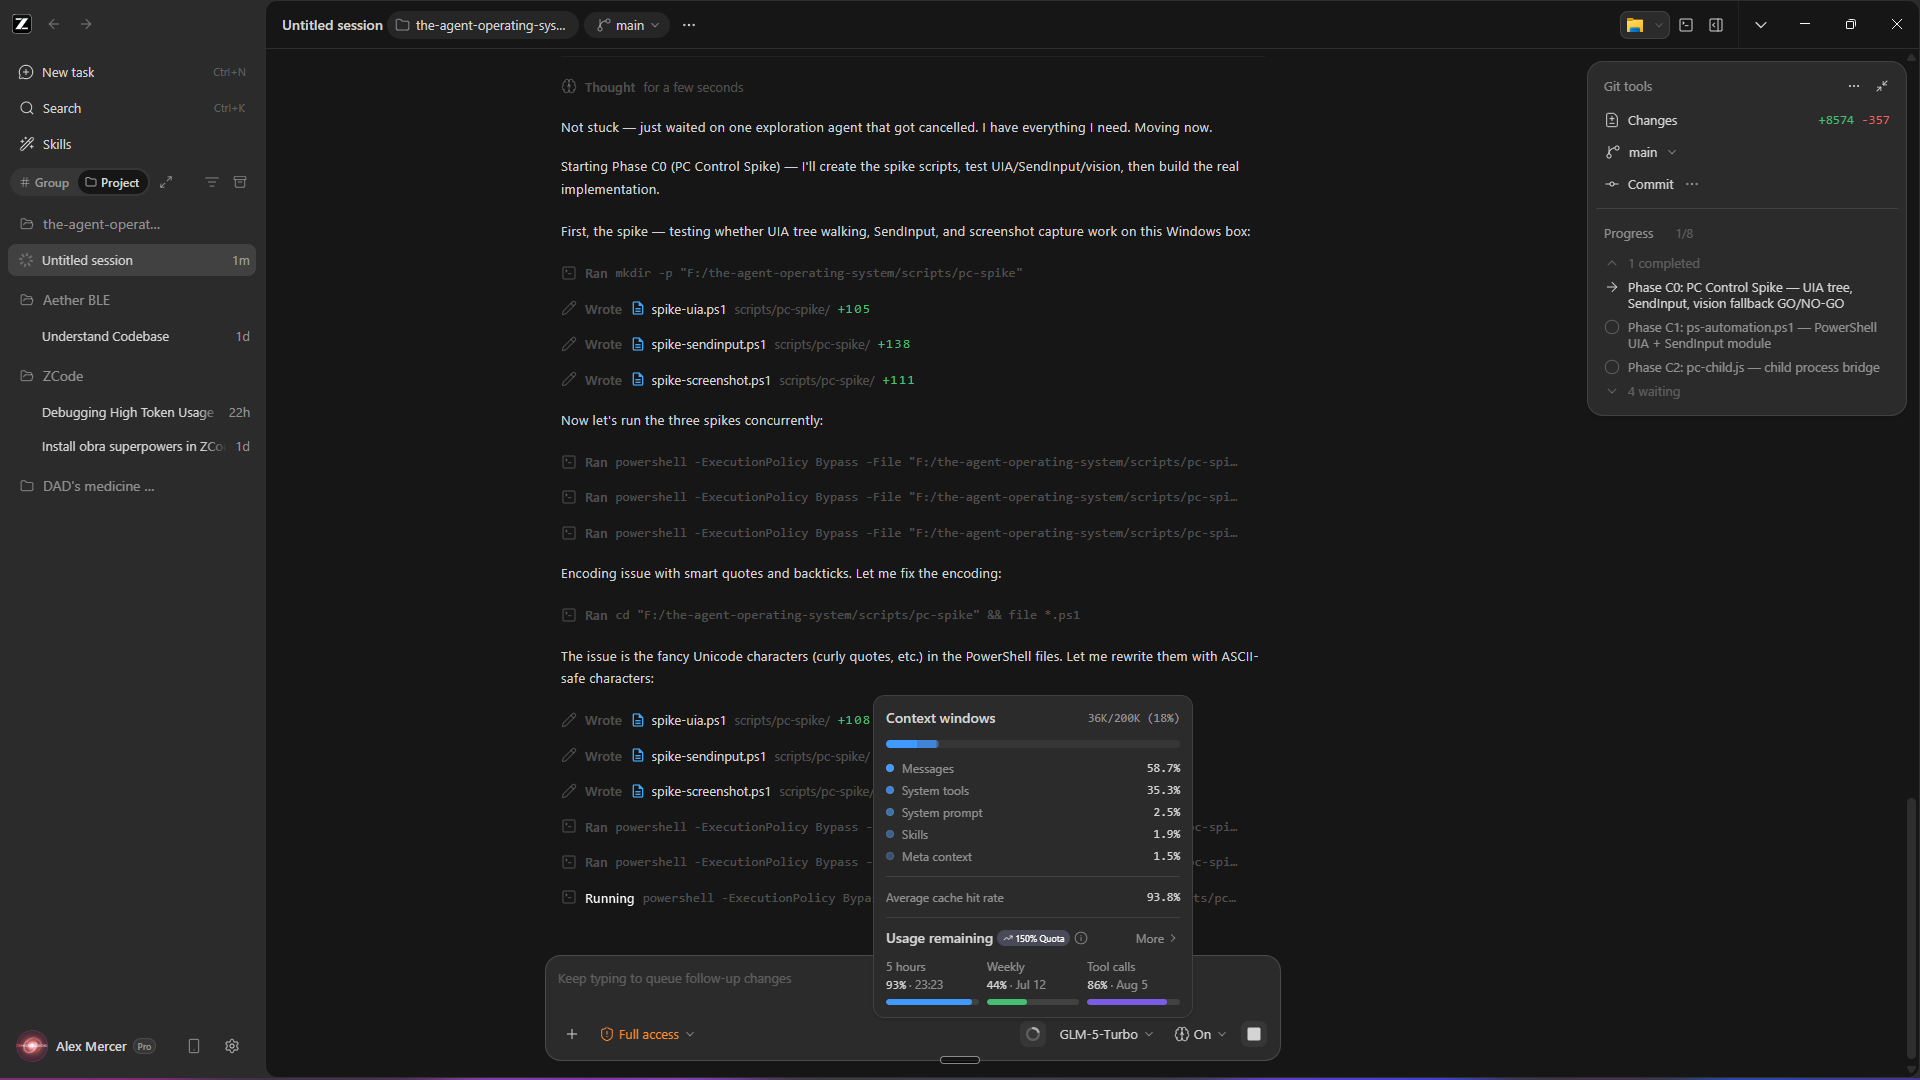 Untitled session
the-agent-operating-sys...
main
New task Ctrl+N
Search Ctrl+K
Skills
# Group
Project
the-agent-operat...
Untitled session 1m
Aether BLE
Understand Codebase 1d
ZCode
Debugging High Token Usage 22h
Install obra superpowers in ZCo 1d
DAD's medicine ...
Alex Mercer Pro
Thought for a few seconds
Not stuck — just waited on one exploration agent that got cancelled. I have everything I need. Moving now.
Starting Phase C0 (PC Control Spike) — I'll create the spike scripts, test UIA/SendInput/vision, then build the real
implementation.
First, the spike — testing whether UIA tree walking, SendInput, and screenshot capture work on this Windows box:
Ran mkdir -p "F:/the-agent-operating-system/scripts/pc-spike"
Wrote spike-uia.ps1 scripts/pc-spike/ +105
Wrote spike-sendinput.ps1 scripts/pc-spike/ +138
Wrote spike-screenshot.ps1 scripts/pc-spike/ +111
Now let's run the three spikes concurrently:
Ran powershell -ExecutionPolicy Bypass -File "F:/the-agent-operating-system/scripts/pc-spi…
Ran powershell -ExecutionPolicy Bypass -File "F:/the-agent-operating-system/scripts/pc-spi…
Ran powershell -ExecutionPolicy Bypass -File "F:/the-agent-operating-system/scripts/pc-spi…
Encoding issue with smart quotes and backticks. Let me fix the encoding:
Ran cd "F:/the-agent-operating-system/scripts/pc-spike" && file *.ps1
The issue is the fancy Unicode characters (curly quotes, etc.) in the PowerShell files. Let me rewrite them with ASCII-
safe characters:
Wrote spike-uia.ps1 scripts/pc-spike/ +108
Wrote spike-sendinput.ps1 scripts/pc-spike/
Wrote spike-screenshot.ps1 scripts/pc-spike/
Ran powershell -ExecutionPolicy Bypass - c-spi…
Ran powershell -ExecutionPolicy Bypass - c-spi…
Running powershell -ExecutionPolicy Bypa ts/pc…
Context windows 36K/200K (18%)
Messages 58.7%
System tools 35.3%
System prompt 2.5%
Skills 1.9%
Meta context 1.5%
Average cache hit rate 93.8%
Usage remaining 150% Quota More
5 hours Weekly Tool calls
93% · 23:23 44% · Jul 12 86% · Aug 5
Keep typing to queue follow-up changes
Full access
GLM-5-Turbo
On
Git tools
Changes +8574 -357
main
Commit
Progress 1/8
1 completed
Phase C0: PC Control Spike — UIA tree,
SendInput, vision fallback GO/NO-GO
Phase C1: ps-automation.ps1 — PowerShell
UIA + SendInput module
Phase C2: pc-child.js — child process bridge
4 waiting